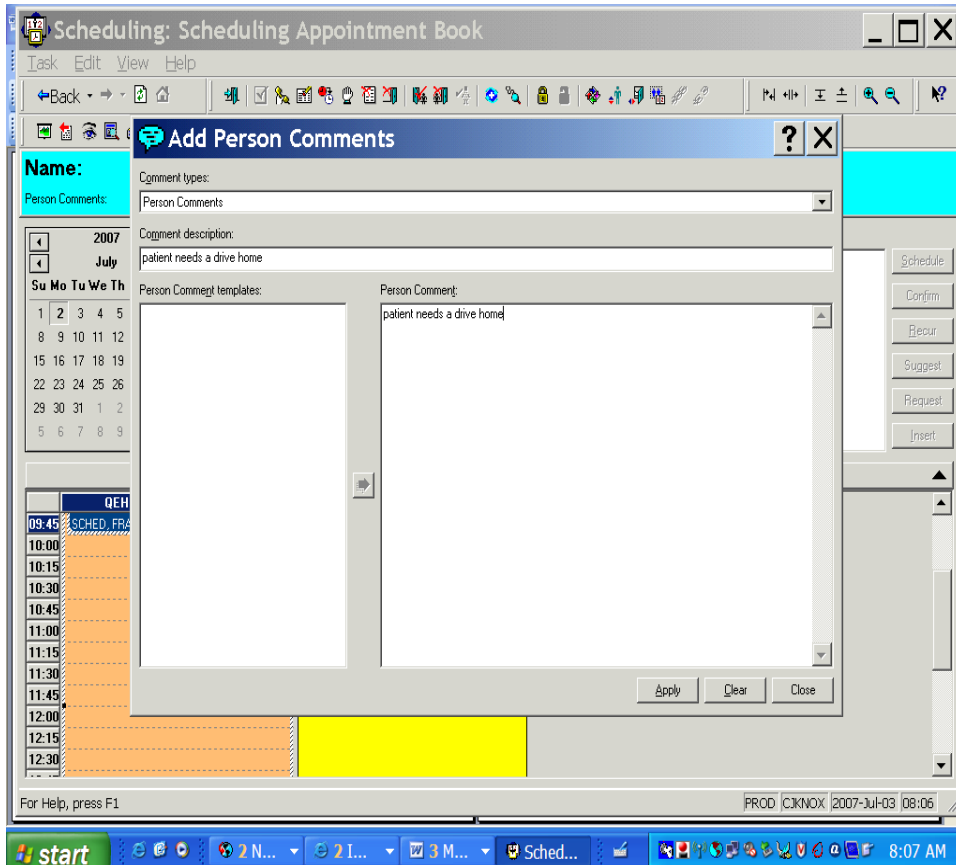 Scheduling: Scheduling Appointment Book
Task Edit View Help
Back
Add Person Comments
Name:
Person Comments:
Comment types:
Person Comments
Comment description:
patient needs a drive home
Person Comment templates:
Person Comment:
patient needs a drive home
2007
July
Su Mo Tu We Th
1 2 3 4 5
8 9 10 11 12
15 16 17 18 19
22 23 24 25 26
29 30 31 1 2
5 6 7 8 9
Schedule
Confirm
Recur
Suggest
Request
Insert
QEH
09:45 SCHED, FRA
10:00
10:15
10:30
10:45
11:00
11:15
11:30
11:45
12:00
12:15
12:30
Apply Clear Close
For Help, press F1
PROD CJKNOX 2007-Jul-03 08:06
start 2 N... 2 I... 3 M... Sched... 8:07 AM